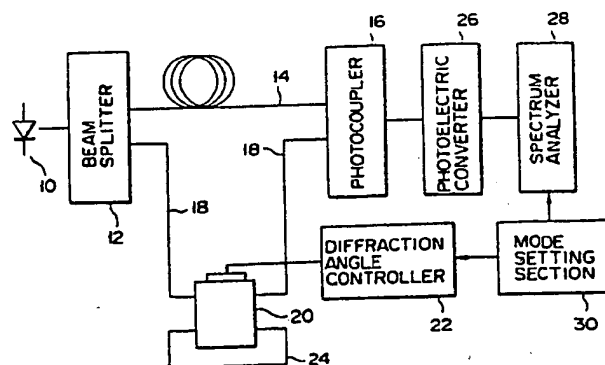 16
26
28
14
BEAM
SPLITTER
PHOTOCOUPLER
PHOTOELECTRIC
CONVERTER
SPECTRUM
ANALYZER
10
12
18
18
DIFFRACTION
ANGLE
CONTROLLER
MODE
SETTING
SECTION
20
22
30
24